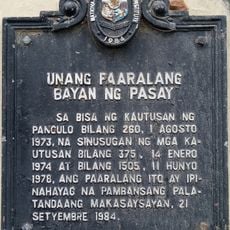 1984
UNANG PAARALANG
BAYAN NG PASAY
SA BISA NG KAUTUSAN NG
PANGULO BILANG 260, 1 AGOSTO
1973, NA SINUSUGAN NG MGA KA-
UTUSAN BILANG 375, 14 ENERO
1974 AT BILANG 1505, 11 HUNYO
1978, ANG PAARALANG ITO AY IPI-
NAHAYAG NA PAMBANSANG PALA-
TANDAANG MAKASAYSAYAN, 21
SETYEMBRE 1984.